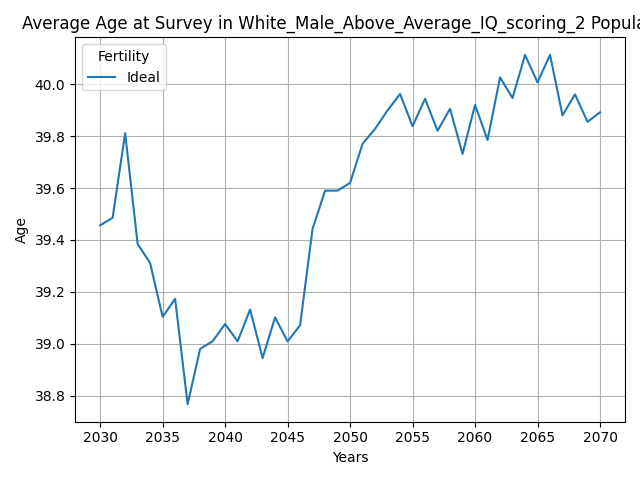 Average Age at Survey in White_Male_Above_Average_IQ_scoring_2 Popula
Fertility
Ideal
40.0
39.8
39.6
39.4
39.2
39.0
38.8
Age
2030 2035 2040 2045 2050 2055 2060 2065 2070
Years